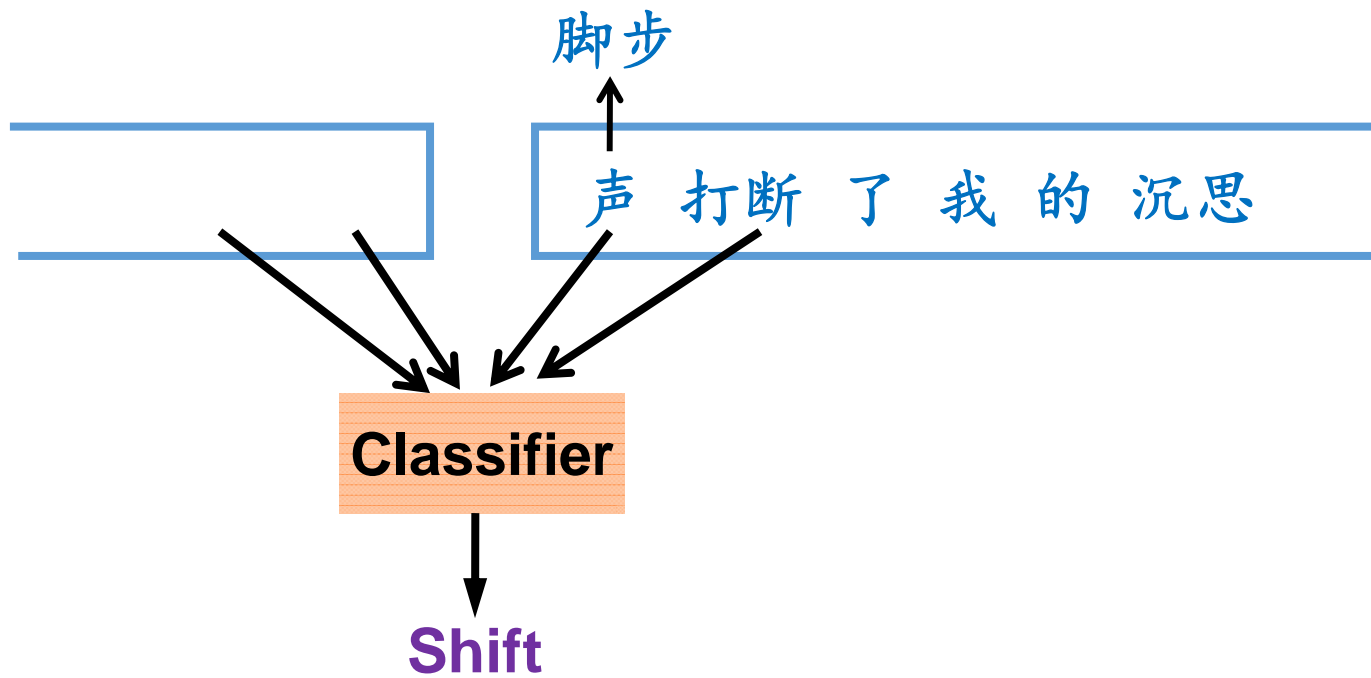 脚步
声 打断 了 我 的 沉思
Classifier
Shift